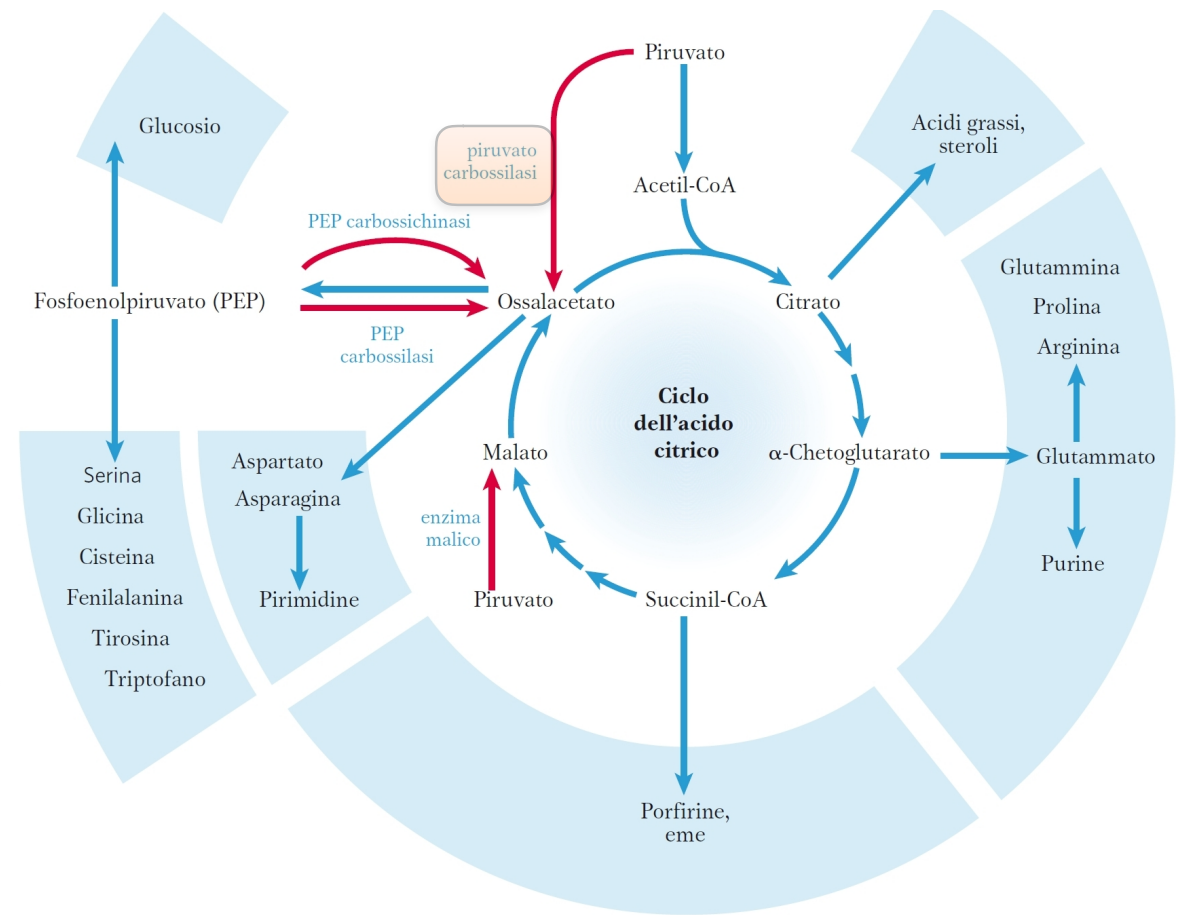 Piruvato
Glucosio
Acidi grassi,
steroli
piruvato
carbossilasi
Acetil-CoA
PEP carbossichinasi
Glutammina
Prolina
Arginina
Fosfoenolpiruvato (PEP)
Ossalacetato
Citrato
PEP
carbossilasi
Ciclo
dell'acido
citrico
Malato
α-Chetoglutarato
Glutammato
Serina
Glicina
Cisteina
Fenilalanina
Tirosina
Triptofano
Aspartato
Asparagina
Pirimidine
enzima
malico
Piruvato
Succinil-CoA
Purine
Porfirine,
eme